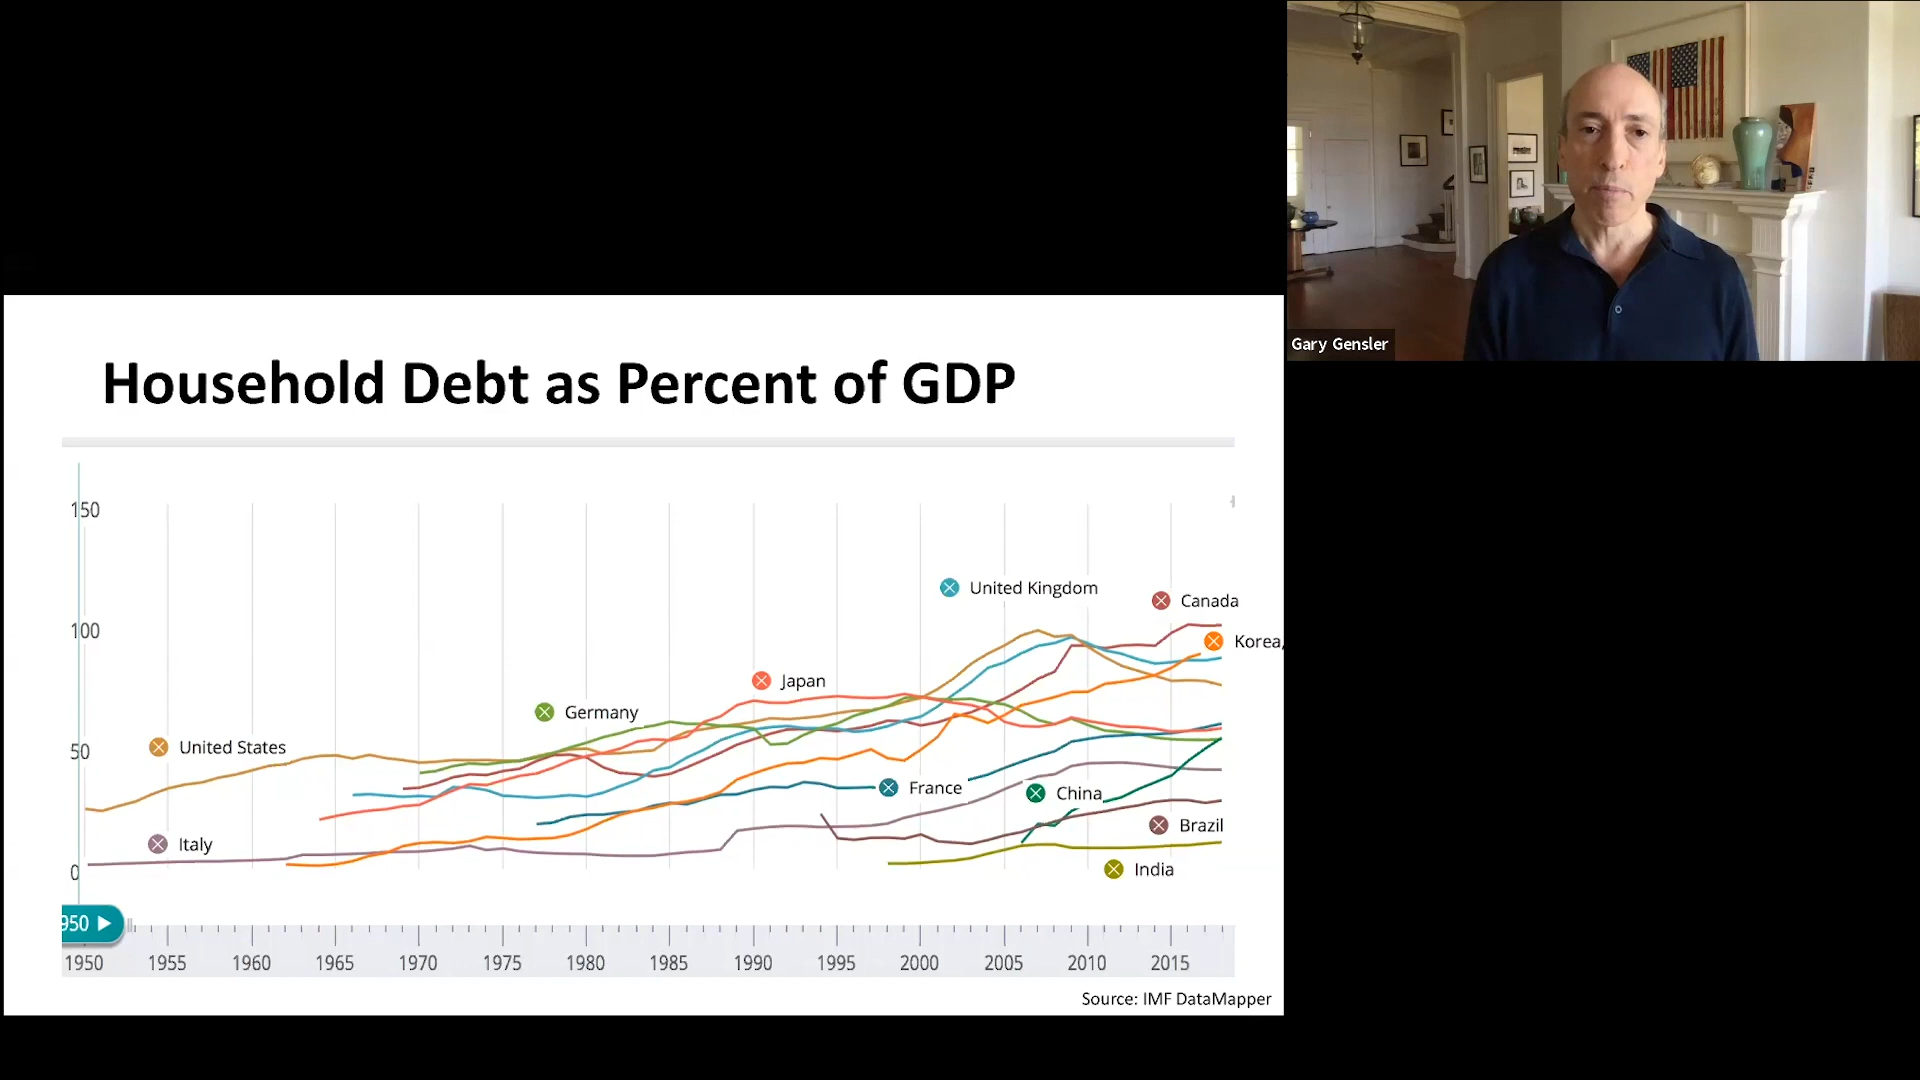 Gary Gensler
Household Debt as Percent of GDP
150
100
50
0
United Kingdom
Canada
Korea,
Japan
Germany
United States
France
China
Italy
Brazil
India
950
1950 1955 1960 1965 1970 1975 1980 1985 1990 1995 2000 2005 2010 2015
Source: IMF DataMapper